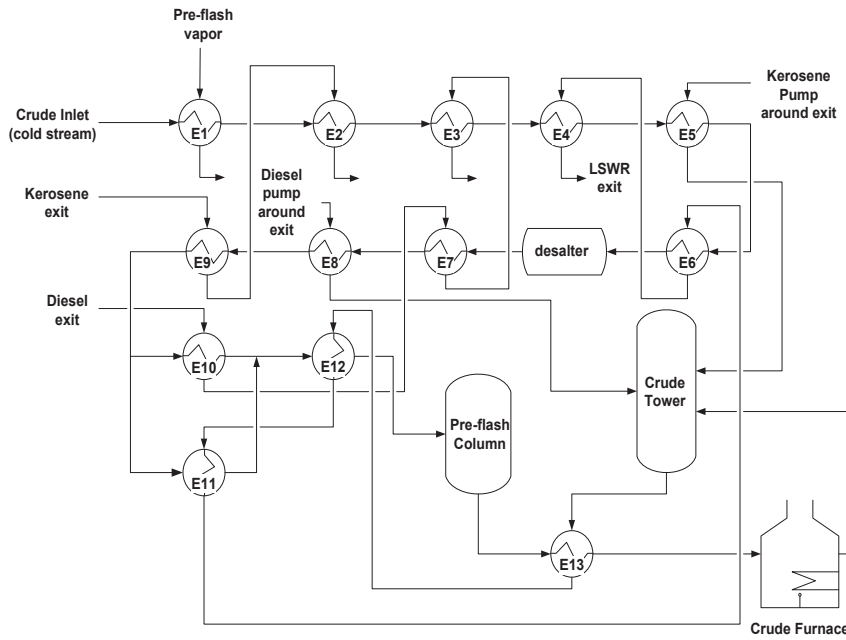 Pre-flash
vapor
Crude Inlet
(cold stream)
E1
E2
E3
E4
E5
Kerosene
Pump
around exit
Kerosene
exit
Diesel
pump
around
exit
LSWR
exit
E9
E8
E7
desalter
E6
Diesel
exit
E10
E12
Pre-flash
Column
Crude
Tower
E11
E13
Crude Furnace